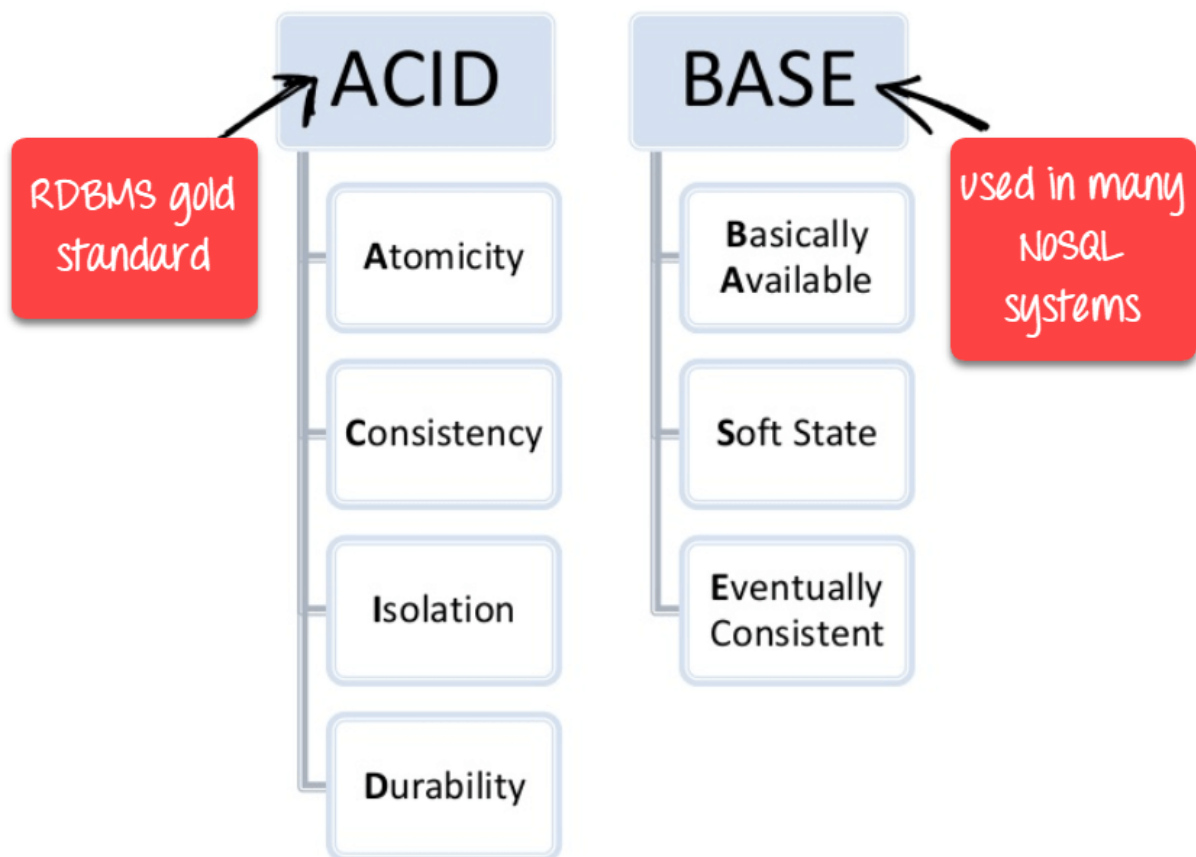 ACID
BASE
RDBMS gold
standard
used in many
NOSQL
systems
Atomicity
Consistency
Isolation
Durability
Basically
Available
Soft State
Eventually
Consistent